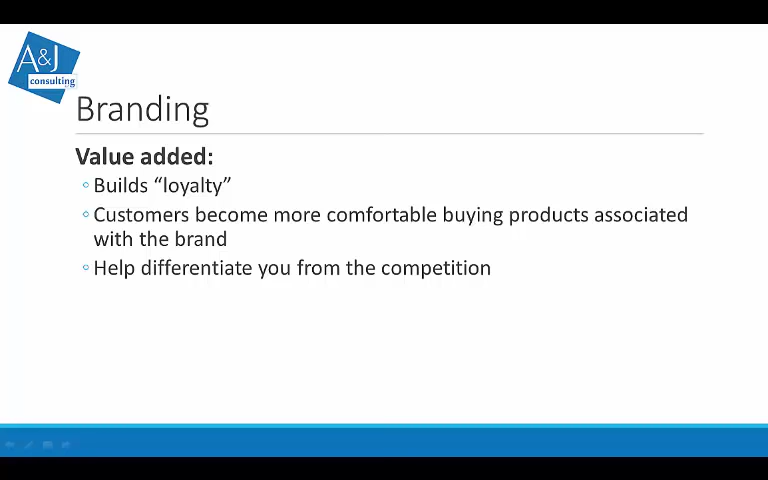 A&J
consulting
Branding
Value added:
Builds “loyalty”
Customers become more comfortable buying products associated
with the brand
Help differentiate you from the competition